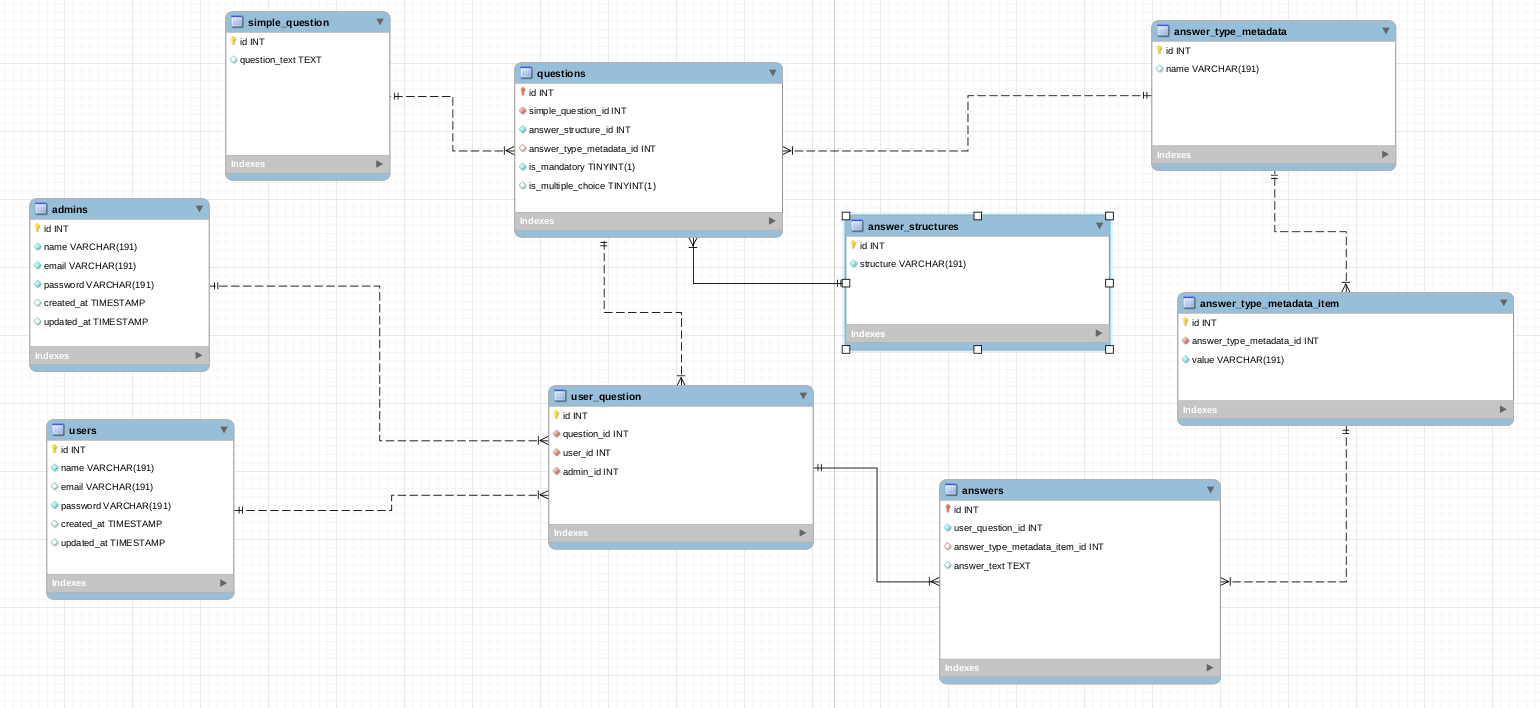 simple_question
id INT
question_text TEXT
Indexes
questions
id INT
simple_question_id INT
answer_structure_id INT
answer_type_metadata_id INT
is_mandatory TINYINT(1)
is_multiple_choice TINYINT(1)
Indexes
answer_type_metadata
id INT
name VARCHAR(191)
Indexes
admins
id INT
name VARCHAR(191)
email VARCHAR(191)
password VARCHAR(191)
created_at TIMESTAMP
updated_at TIMESTAMP
Indexes
answer_structures
id INT
structure VARCHAR(191)
Indexes
answer_type_metadata_item
id INT
answer_type_metadata_id INT
value VARCHAR(191)
Indexes
users
id INT
name VARCHAR(191)
email VARCHAR(191)
password VARCHAR(191)
created_at TIMESTAMP
updated_at TIMESTAMP
Indexes
user_question
id INT
question_id INT
user_id INT
admin_id INT
Indexes
answers
id INT
user_question_id INT
answer_type_metadata_item_id INT
answer_text TEXT
Indexes